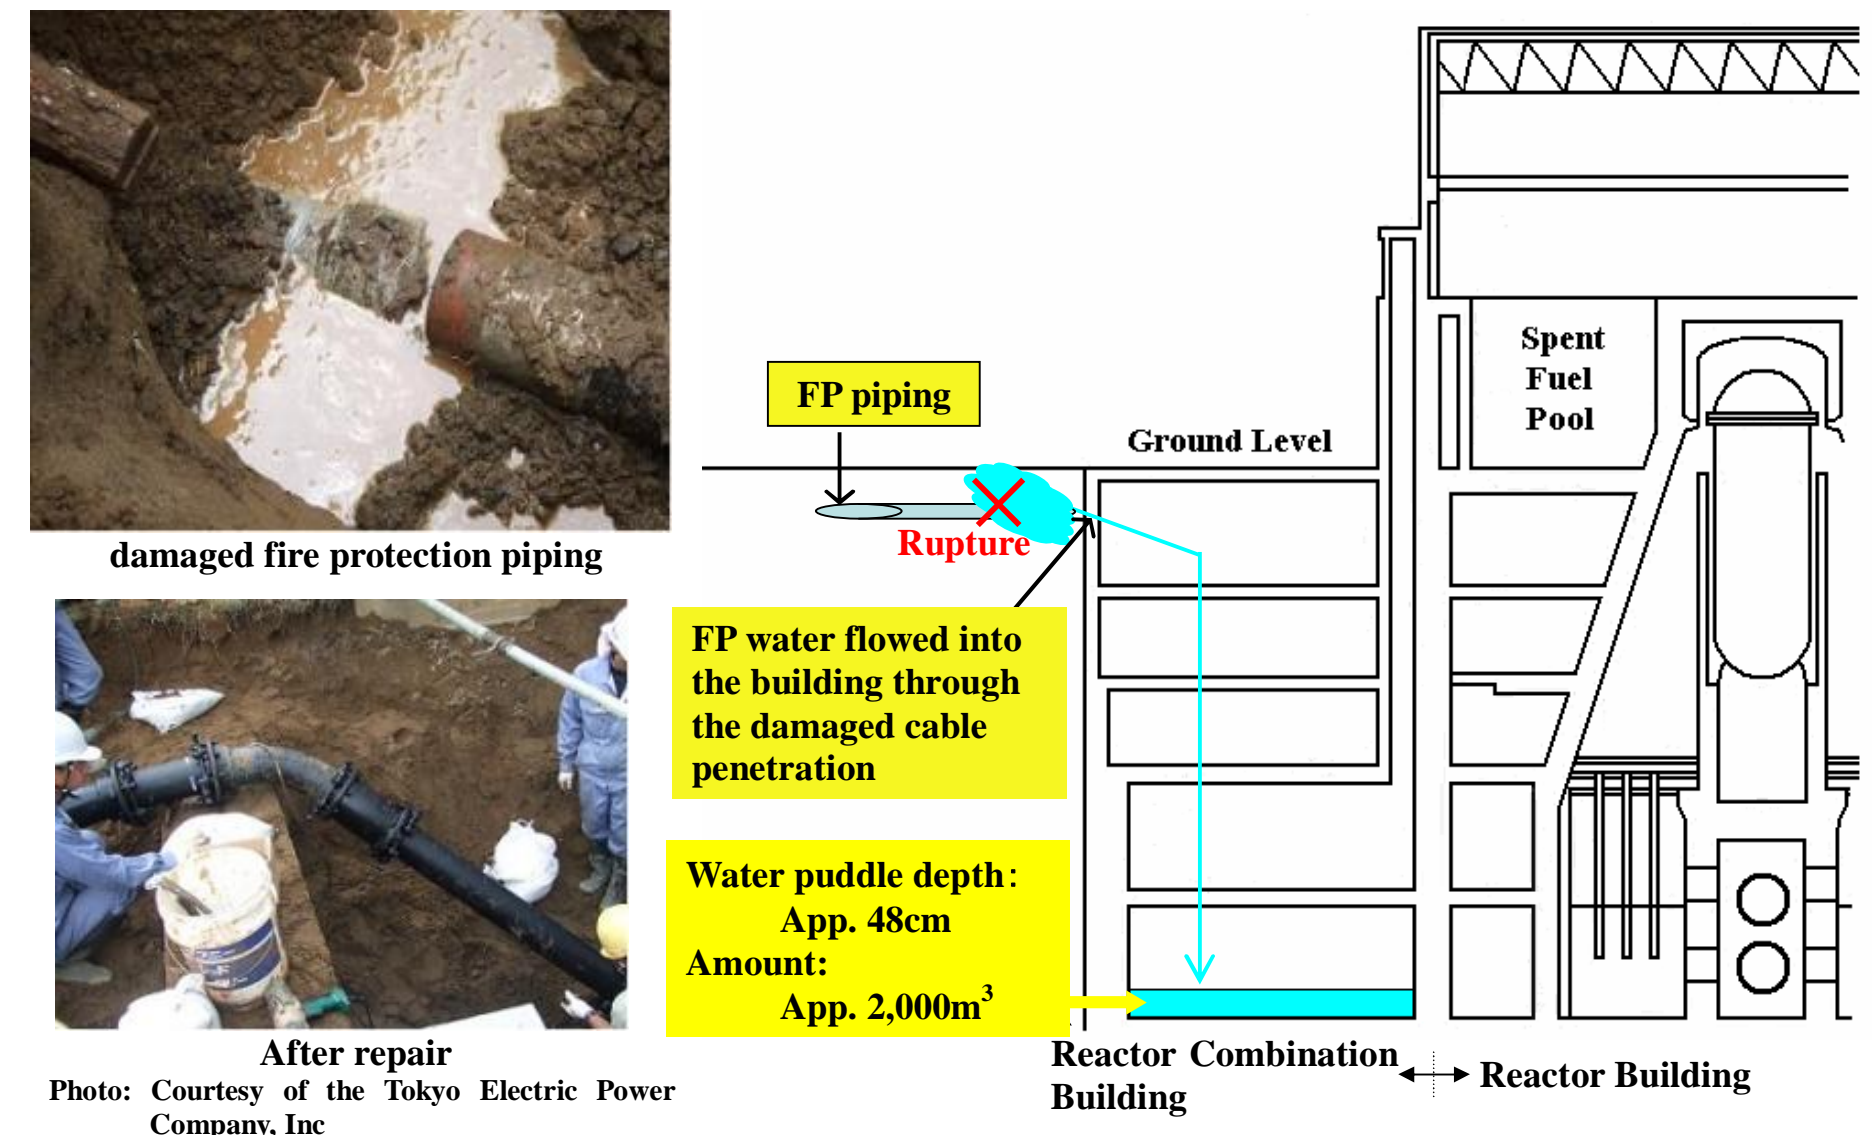 damaged fire protection piping
After repair
Photo: Courtesy of the Tokyo Electric Power
Company, Inc
FP piping
Ground Level
Spent
Fuel
Pool
Rupture
FP water flowed into
the building through
the damaged cable
penetration
Water puddle depth:
App. 48cm
Amount:
App. 2,000m³
Reactor Combination
Building
Reactor Building